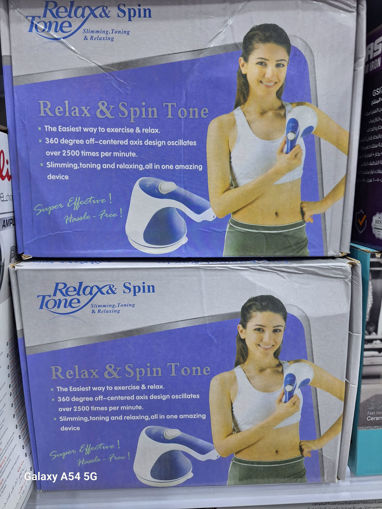 Relax & Spin
Tone
Slimming,Toning
& Relaxing
Relax & Spin Tone
The Easiest way to exercise & relax.
360 degree off-centered axis design oscillates
over 2500 times per minute.
Slimming,toning and relaxing,all in one amazing
device
Super Effective!
Hassle - Free!
Relax & Spin
Tone
Slimming,Toning
& Relaxing
Relax & Spin Tone
The Easiest way to exercise & relax.
360 degree off-centered axis design oscillates
over 2500 times per minute.
Slimming,toning and relaxing,all in one amazing
device
Super Effective!
Hassle - Free!
Galaxy A54 5G